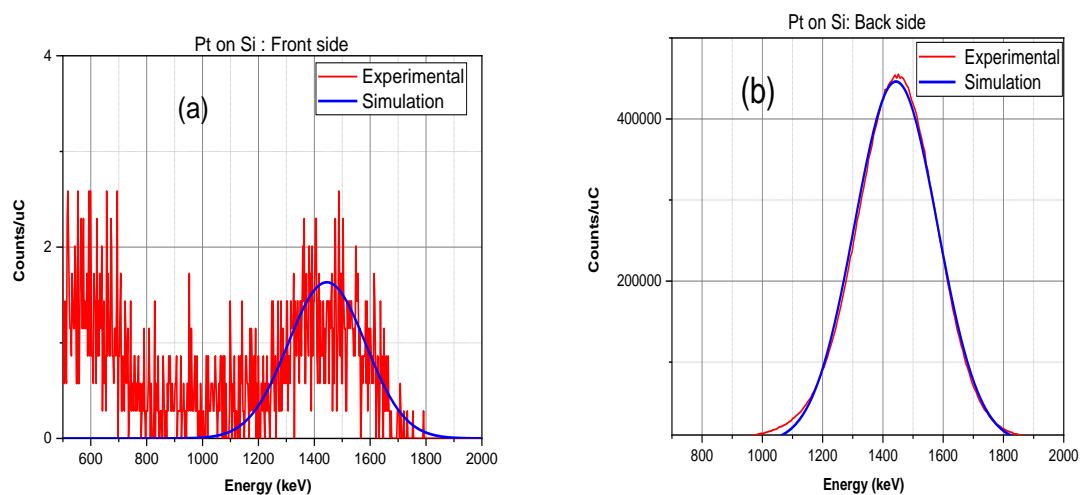 Pt on Si : Front side
Experimental
Simulation
(a)
4
2
0
Counts/uC
600 800 1000 1200 1400 1600 1800 2000
Energy (keV)
Pt on Si: Back side
Experimental
Simulation
(b)
400000
200000
Counts/uC
800 1000 1200 1400 1600 1800 2000
Energy (keV)